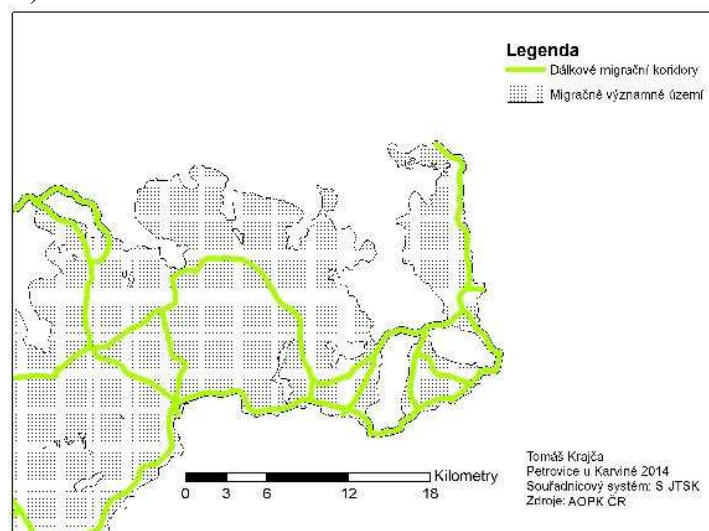 Legenda
Dálkové migrační koridory
Migračně významné území
Kilometry
0 3 6 12 18
Tomáš Krajča
Petrovice u Karviné 2014
Souřadnicový systém: S JTSK
Zdroje: AOPK ČR